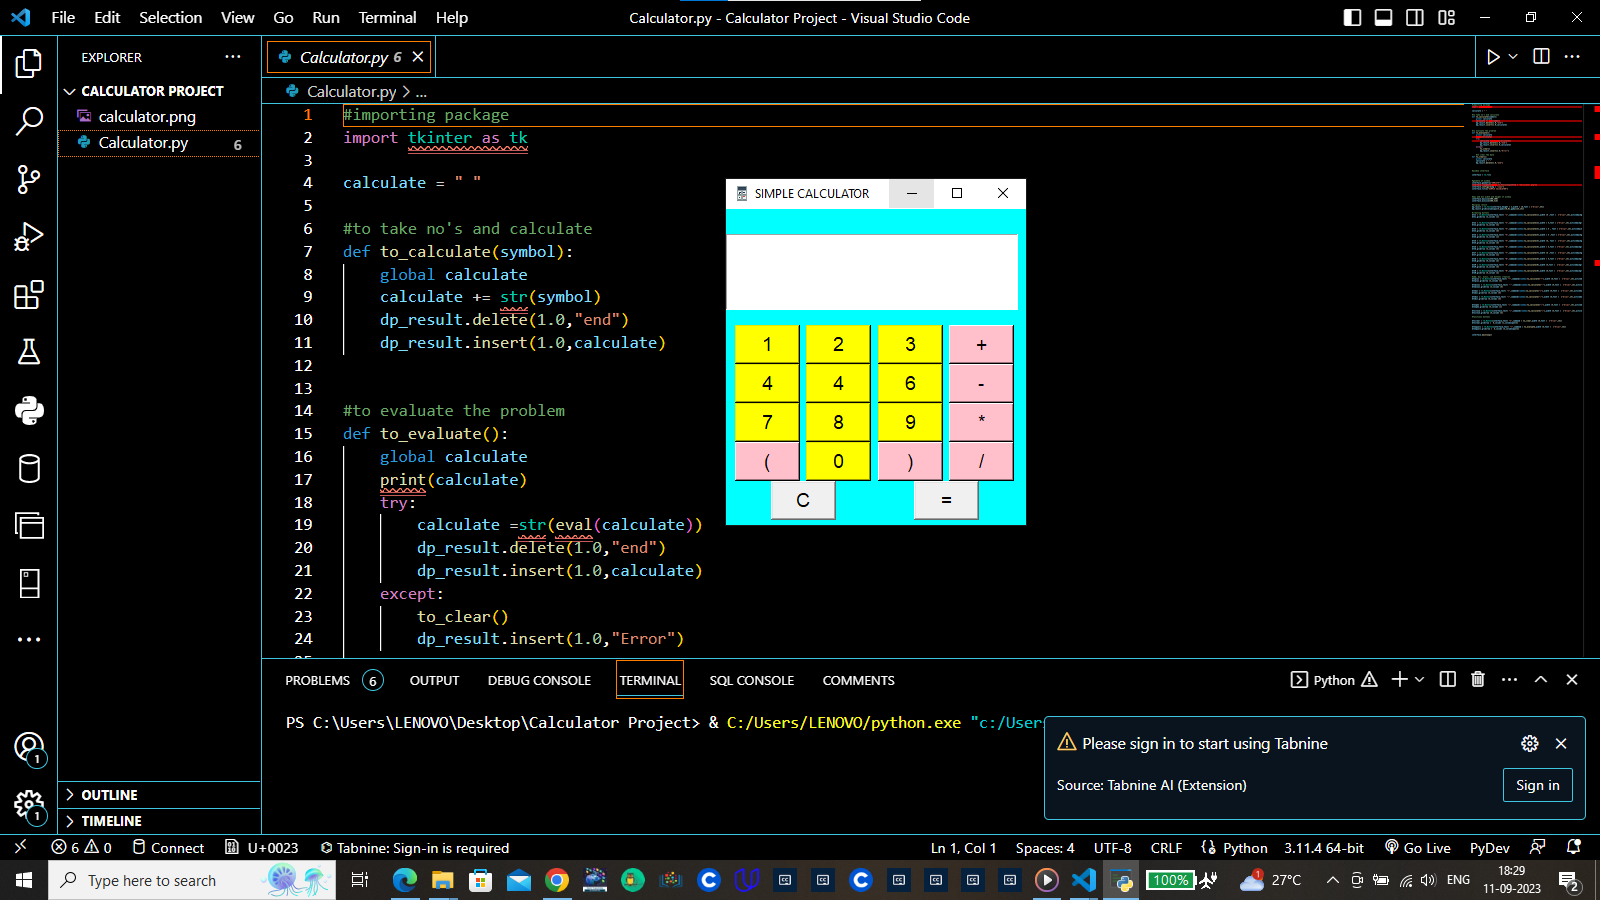 File Edit Selection View Go Run Terminal Help
Calculator.py - Calculator Project - Visual Studio Code
EXPLORER
CALCULATOR PROJECT
calculator.png
Calculator.py 6
OUTLINE
TIMELINE
Calculator.py 6
Calculator.py > ...
1 #importing package
2 import tkinter as tk
3
4 calculate = " "
5
6 #to take no's and calculate
7 def to_calculate(symbol):
8 global calculate
9 calculate += str(symbol)
10 dp_result.delete(1.0,"end")
11 dp_result.insert(1.0,calculate)
12
13
14 #to evaluate the problem
15 def to_evaluate():
16 global calculate
17 print(calculate)
18 try:
19 calculate =str(eval(calculate))
20 dp_result.delete(1.0,"end")
21 dp_result.insert(1.0,calculate)
22 except:
23 to_clear()
24 dp_result.insert(1.0,"Error")
SIMPLE CALCULATOR
1 2 3 +
4 4 6 -
7 8 9 *
( 0 ) /
C =
PROBLEMS 6 OUTPUT DEBUG CONSOLE TERMINAL SQL CONSOLE COMMENTS
Python
PS C:\Users\LENOVO\Desktop\Calculator Project> & C:/Users/LENOVO/python.exe "c:/User
Please sign in to start using Tabnine
Source: Tabnine AI (Extension)
Sign in
1
1
6 0 Connect U+0023 Tabnine: Sign-in is required
Ln 1, Col 1 Spaces: 4 UTF-8 CRLF Python 3.11.4 64-bit Go Live PyDev
Type here to search
100%
1
27°C
ENG
18:29
11-09-2023
2